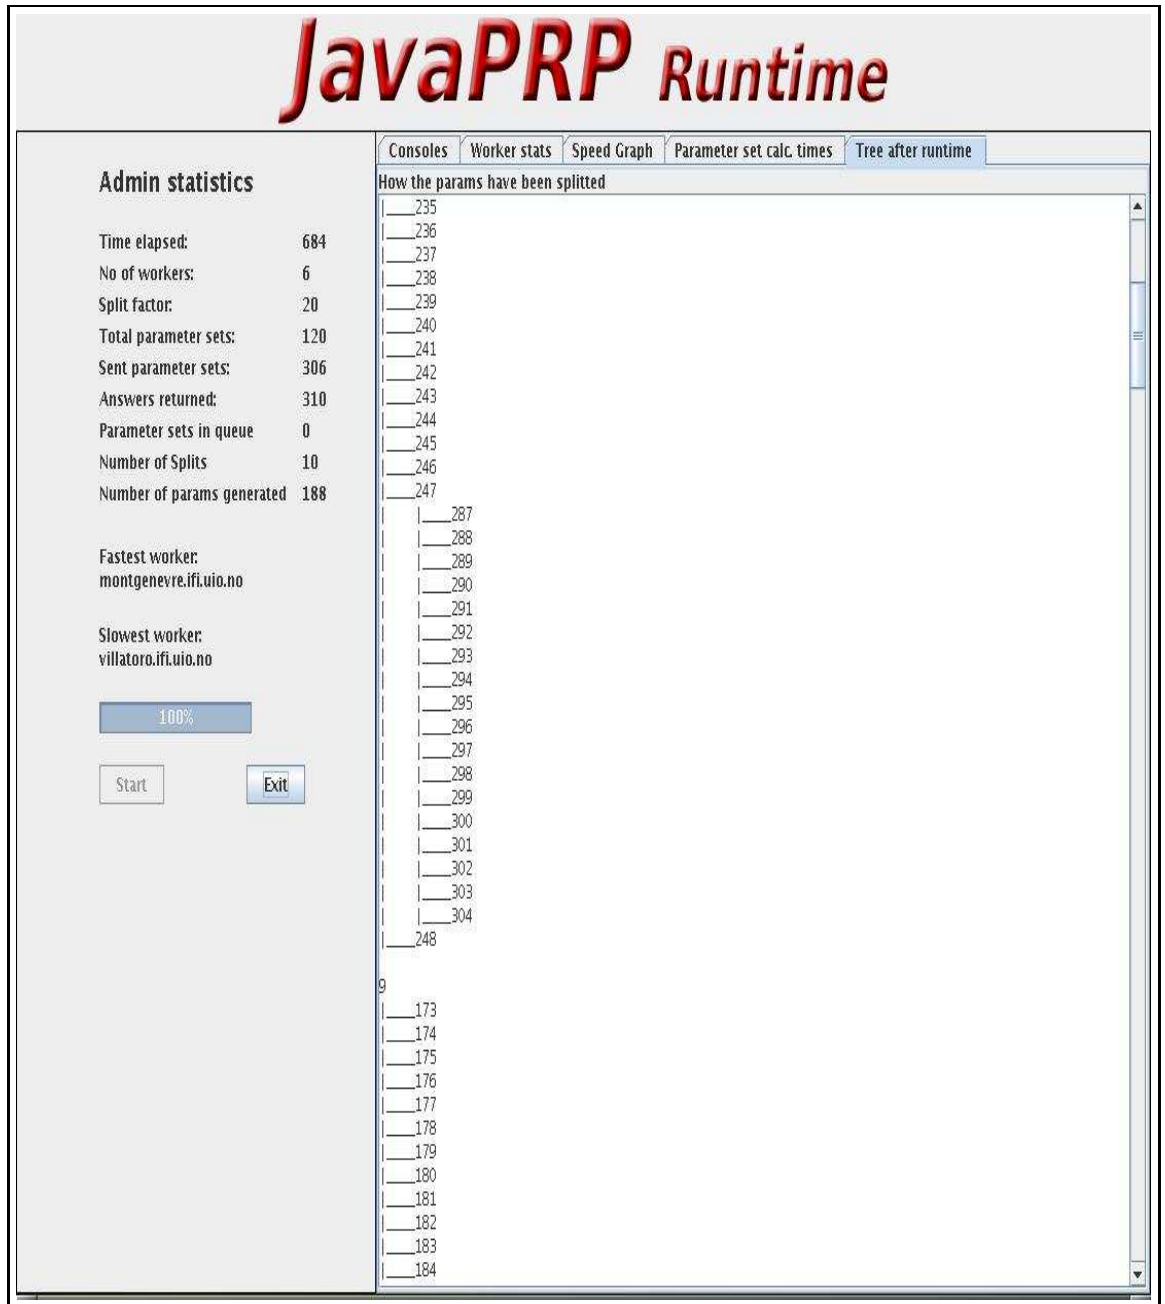 JavaPRP Runtime
Consoles Worker stats Speed Graph Parameter set calc. times Tree after runtime
Admin statistics
Time elapsed: 684
No of workers: 6
Split factor: 20
Total parameter sets: 120
Sent parameter sets: 306
Answers returned: 310
Parameter sets in queue 0
Number of Splits 10
Number of params generated 188
Fastest worker:
montgenevre.ifi.uio.no
Slowest worker:
villatoro.ifi.uio.no
100%
Start Exit
How the params have been splitted
|____235
|____236
|____237
|____238
|____239
|____240
|____241
|____242
|____243
|____244
|____245
|____246
|____247
| |____287
| |____288
| |____289
| |____290
| |____291
| |____292
| |____293
| |____294
| |____295
| |____296
| |____297
| |____298
| |____299
| |____300
| |____301
| |____302
| |____303
| |____304
|____248
9
|____173
|____174
|____175
|____176
|____177
|____178
|____179
|____180
|____181
|____182
|____183
|____184